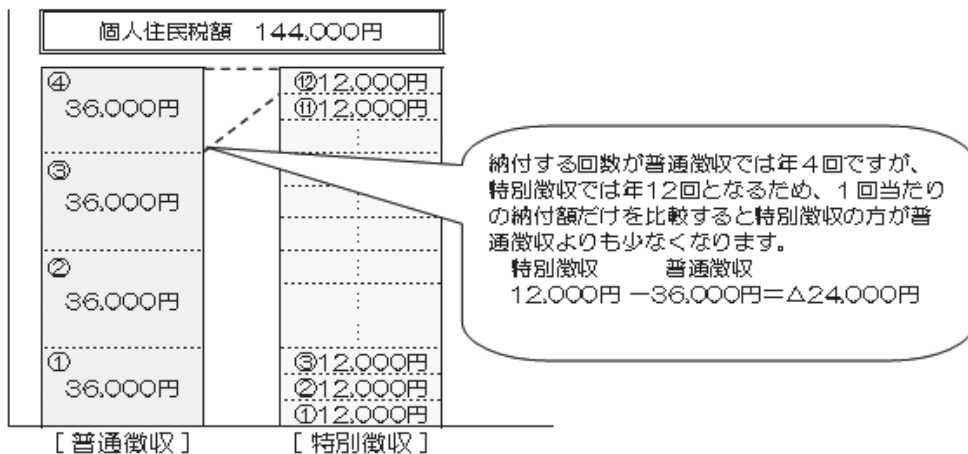 個人住民税額 144,000円
④
36,000円
③
36,000円
②
36,000円
①
36,000円
⑫12,000円
⑪12,000円
③12,000円
②12,000円
①12,000円
[普通徴収] [特別徴収]
納付する回数が普通徴収では年4回ですが、
特別徴収では年12回となるため、1回当たり
の納付額だけを比較すると特別徴収の方が普
通徴収よりも少なくなります。
特別徴収 普通徴収
12,000円-36,000円=△24,000円